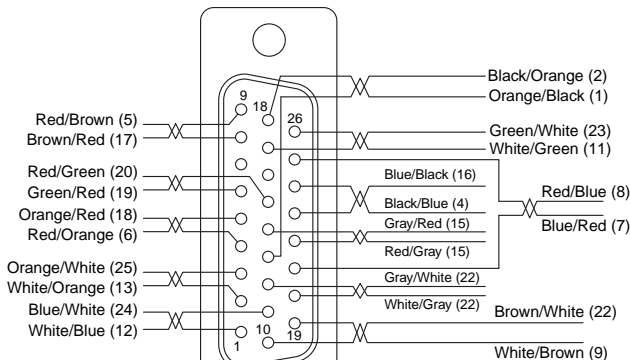 Black/Orange (2)
Orange/Black (1)
9
18
26
Red/Brown (5)
Brown/Red (17)
Green/White (23)
White/Green (11)
Red/Green (20)
Green/Red (19)
Blue/Black (16)
Black/Blue (4)
Red/Blue (8)
Blue/Red (7)
Orange/Red (18)
Red/Orange (6)
Gray/Red (15)
Red/Gray (15)
Orange/White (25)
White/Orange (13)
Gray/White (22)
White/Gray (22)
Blue/White (24)
White/Blue (12)
Brown/White (22)
White/Brown (9)
1
10
19